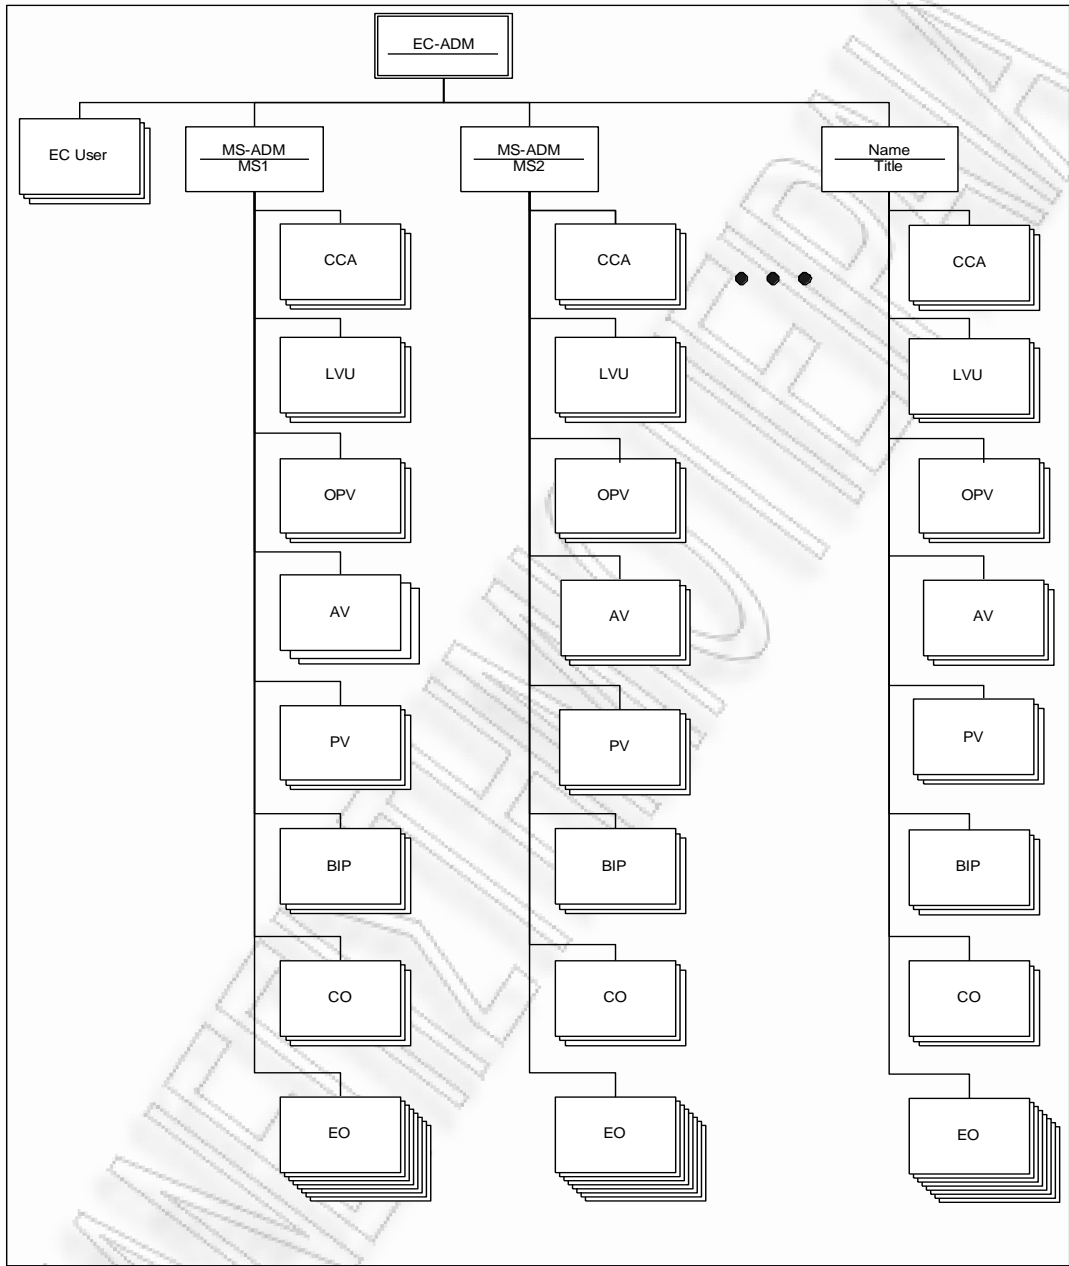 EC-ADM
EC User
MS-ADM
MS1
MS-ADM
MS2
Name
Title
CCA
CCA
CCA
LVU
LVU
LVU
OPV
OPV
OPV
AV
AV
AV
PV
PV
PV
BIP
BIP
BIP
CO
CO
CO
EO
EO
EO